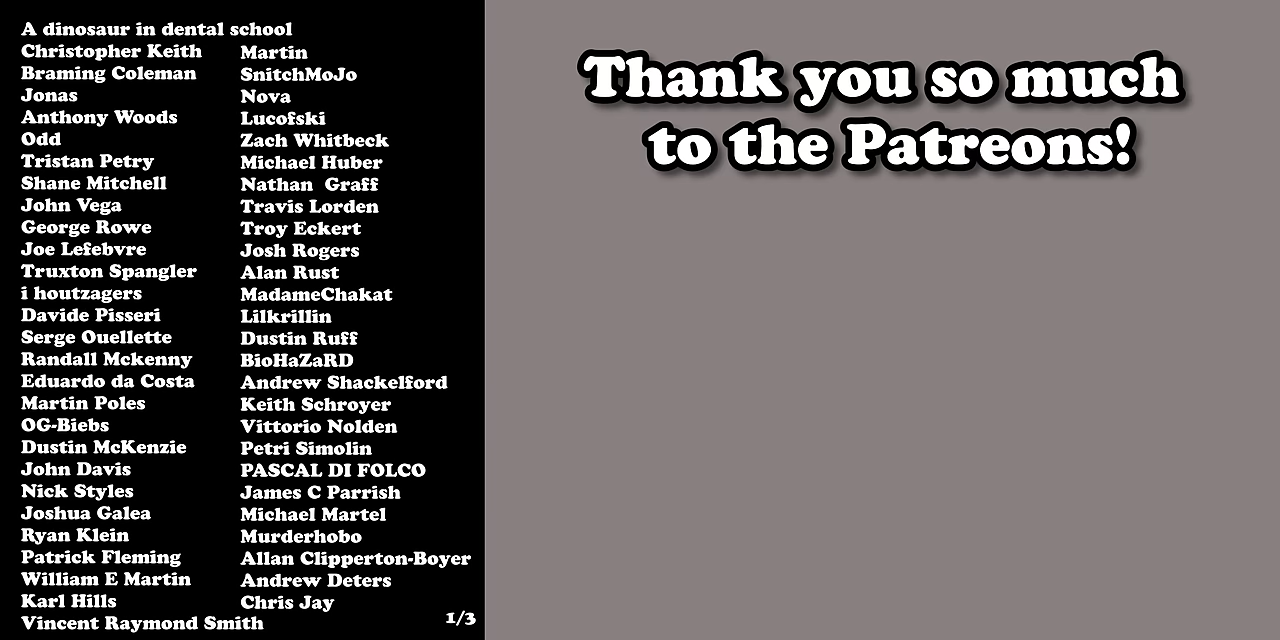 A dinosaur in dental school
Christopher Keith
Braming Coleman
Jonas
Anthony Woods
Odd
Tristan Petry
Shane Mitchell
John Vega
George Rowe
Joe Lefebvre
Truxton Spangler
i houtzagers
Davide Pisseri
Serge Ouellette
Randall Mckenny
Eduardo da Costa
Martin Poles
OG-Biebs
Dustin McKenzie
John Davis
Nick Styles
Joshua Galea
Ryan Klein
Patrick Fleming
William E Martin
Karl Hills
Vincent Raymond Smith
Martin
SnitchMoJo
Nova
Lucofski
Zach Whitbeck
Michael Huber
Nathan  Graff
Travis Lorden
Troy Eckert
Josh Rogers
Alan Rust
MadameChakat
Lilkrillin
Dustin Ruff
BioHaZaRD
Andrew Shackelford
Keith Schroyer
Vittorio Nolden
Petri Simolin
PASCAL DI FOLCO
James C Parrish
Michael Martel
Murderhobo
Allan Clipperton-Boyer
Andrew Deters
Chris Jay
1/3
Thank you so much
to the Patreons!